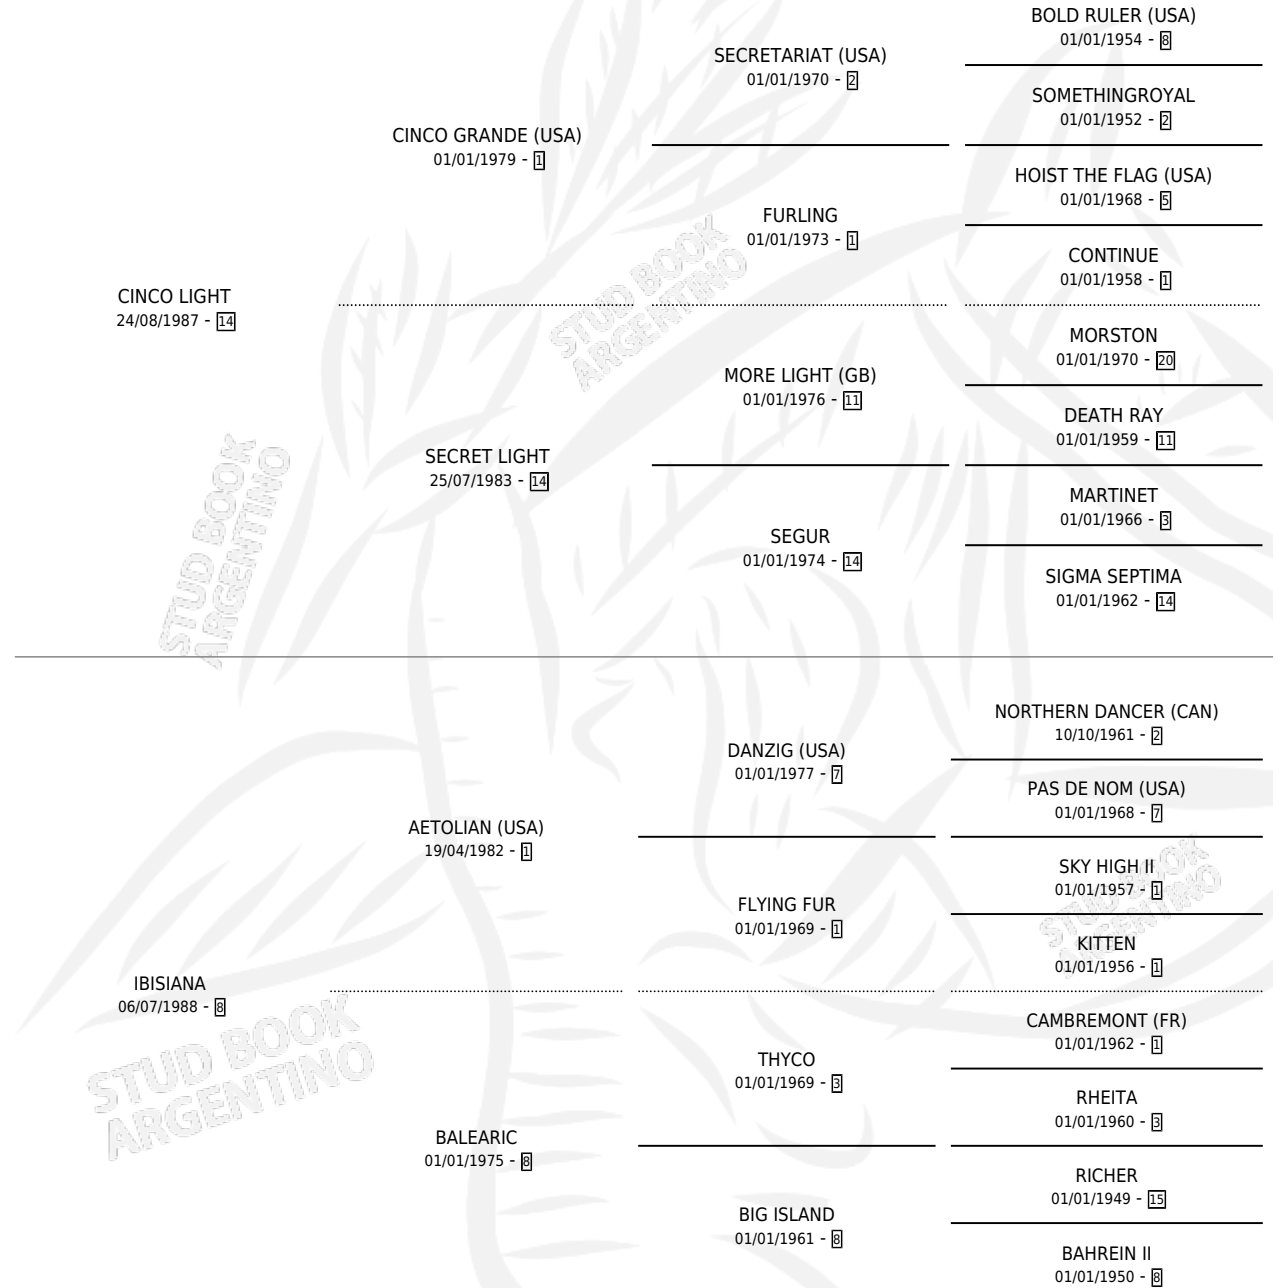 BOLD RULER (USA)
01/01/1954 - 8
SECRETARIAT (USA)
01/01/1970 - 2
SOMETHINGROYAL
01/01/1952 - 2
CINCO GRANDE (USA)
01/01/1979 - 1
HOIST THE FLAG (USA)
01/01/1968 - 5
FURLING
01/01/1973 - 1
CONTINUE
01/01/1958 - 1
CINCO LIGHT
24/08/1987 - 14
STUD BOOK
ARGENTINO
MORSTON
01/01/1970 - 20
MORE LIGHT (GB)
01/01/1976 - 11
DEATH RAY
01/01/1959 - 11
SECRET LIGHT
25/07/1983 - 14
MARTINET
01/01/1966 - 3
SEGUR
01/01/1974 - 14
SIGMA SEPTIMA
01/01/1962 - 14
STUD BOOK
ARGENTINO
NORTHERN DANCER (CAN)
10/10/1961 - 2
DANZIG (USA)
01/01/1977 - 7
PAS DE NOM (USA)
01/01/1968 - 7
AETOLIAN (USA)
19/04/1982 - 1
SKY HIGH II
01/01/1957 - 1
FLYING FUR
01/01/1969 - 1
KITTEN
01/01/1956 - 1
STUD BOOK
ARGENTINO
IBISIANA
06/07/1988 - 8
CAMBREMONT (FR)
01/01/1962 - 1
THYCO
01/01/1969 - 3
RHEITA
01/01/1960 - 3
STUD BOOK
ARGENTINO
BALEARIC
01/01/1975 - 8
RICHER
01/01/1949 - 15
BIG ISLAND
01/01/1961 - 8
BAHREIN II
01/01/1950 - 8